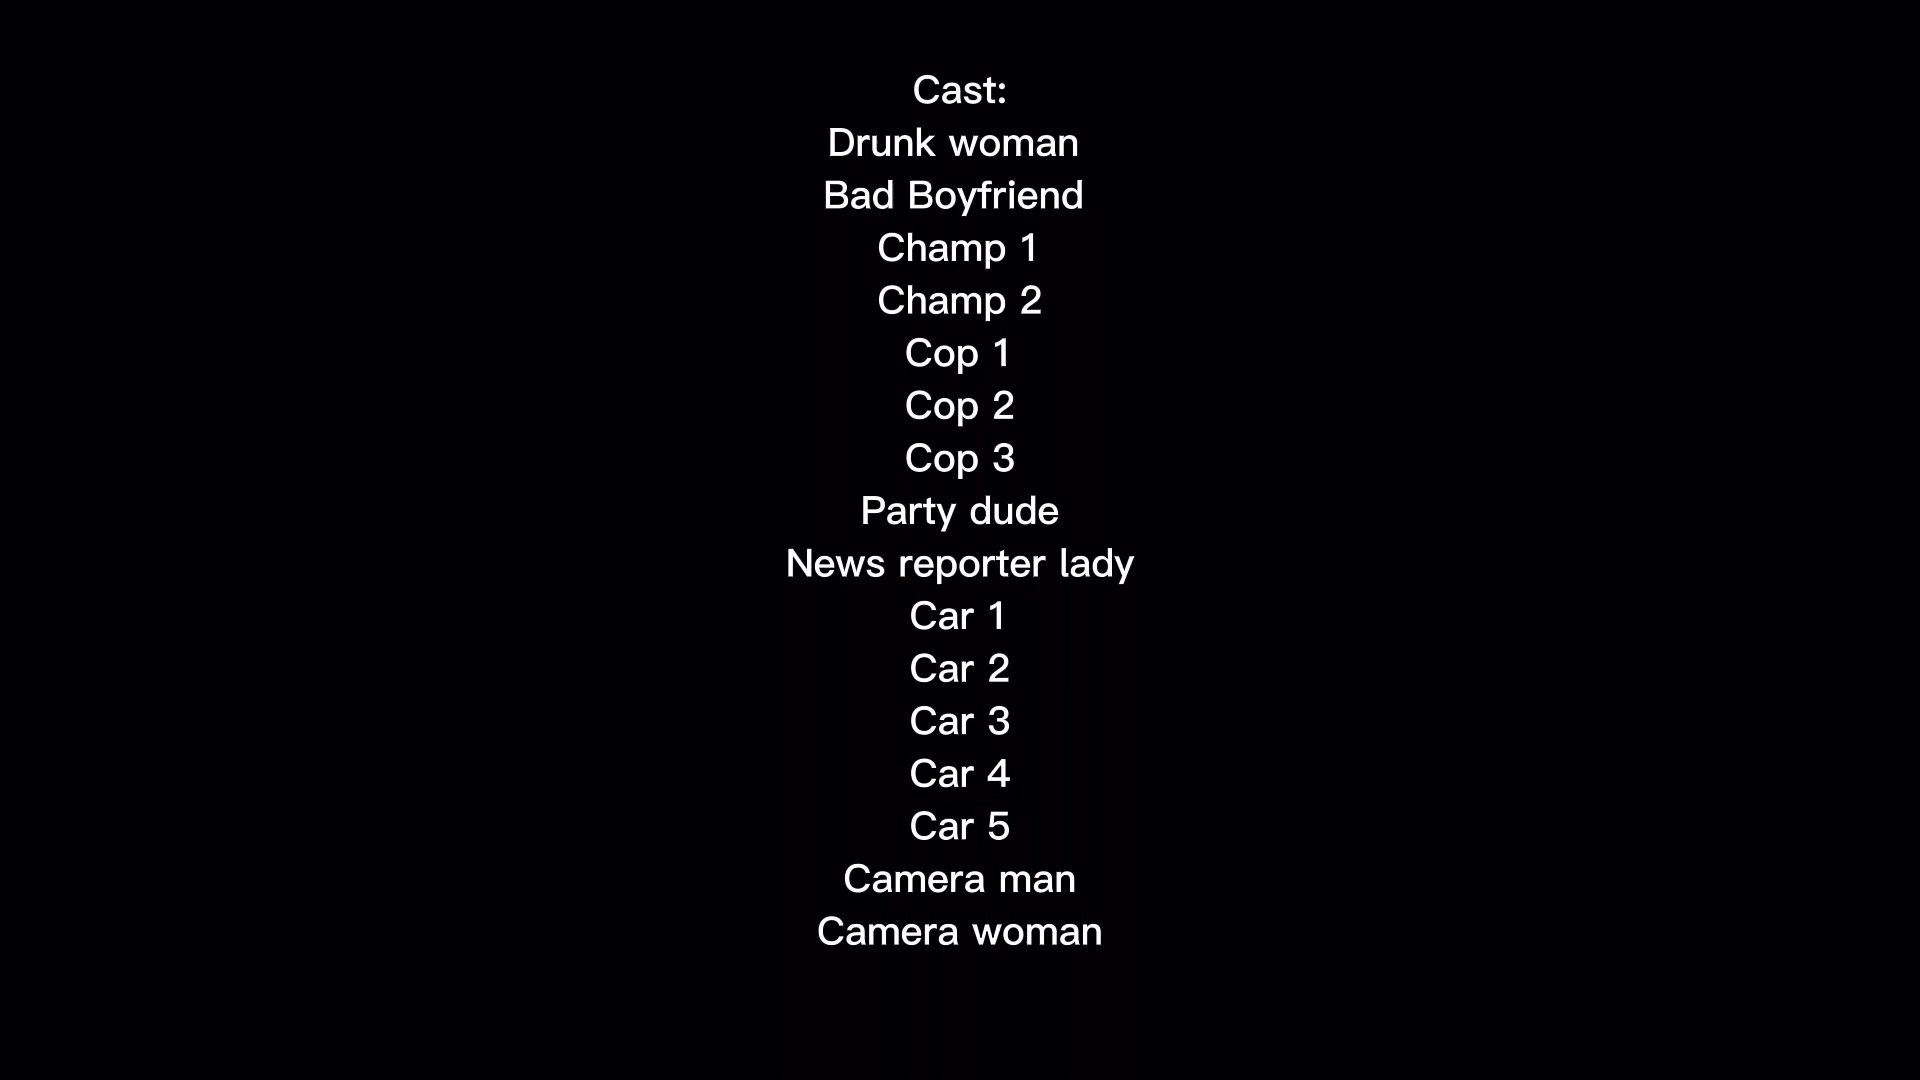 Cast:
Drunk woman
Bad Boyfriend
Champ 1
Champ 2
Cop 1
Cop 2
Cop 3
Party dude
News reporter lady
Car 1
Car 2
Car 3
Car 4
Car 5
Camera man
Camera woman